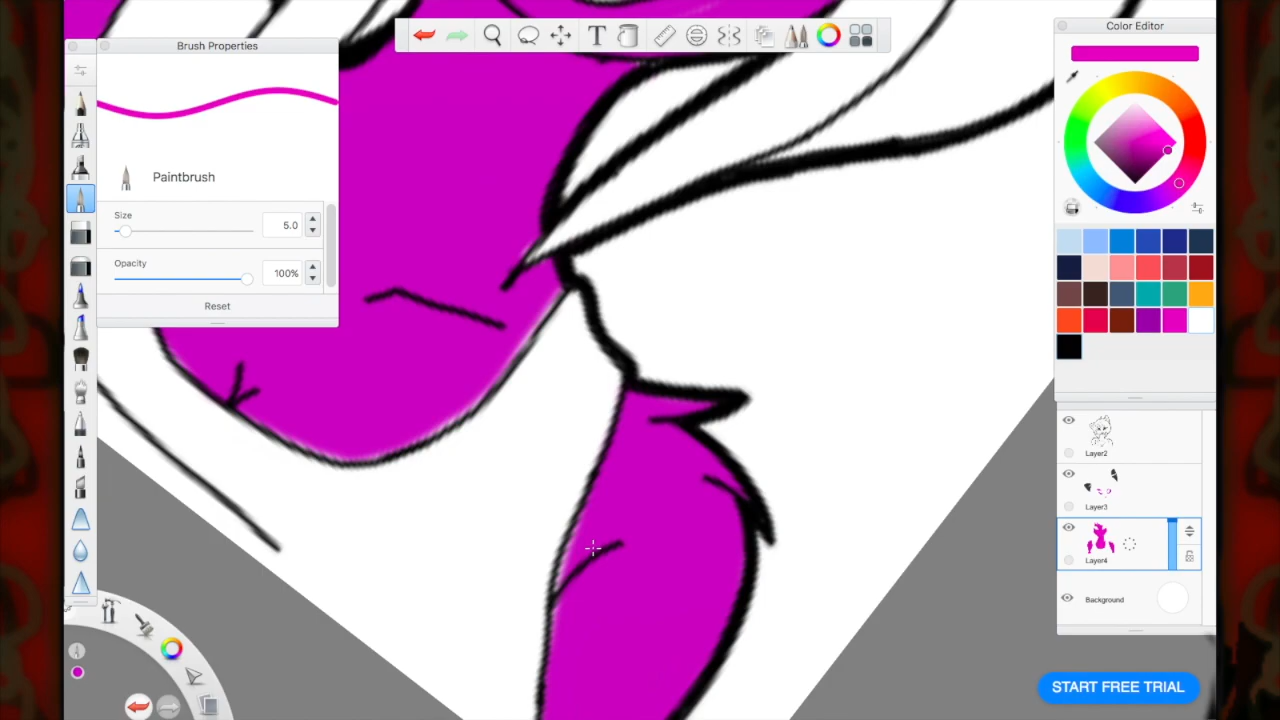 Brush Properties
Color Editor
Paintbrush
Size
5.0
Opacity
100%
Reset
T
Layer2
Layer3
Layer4
Background
START FREE TRIAL